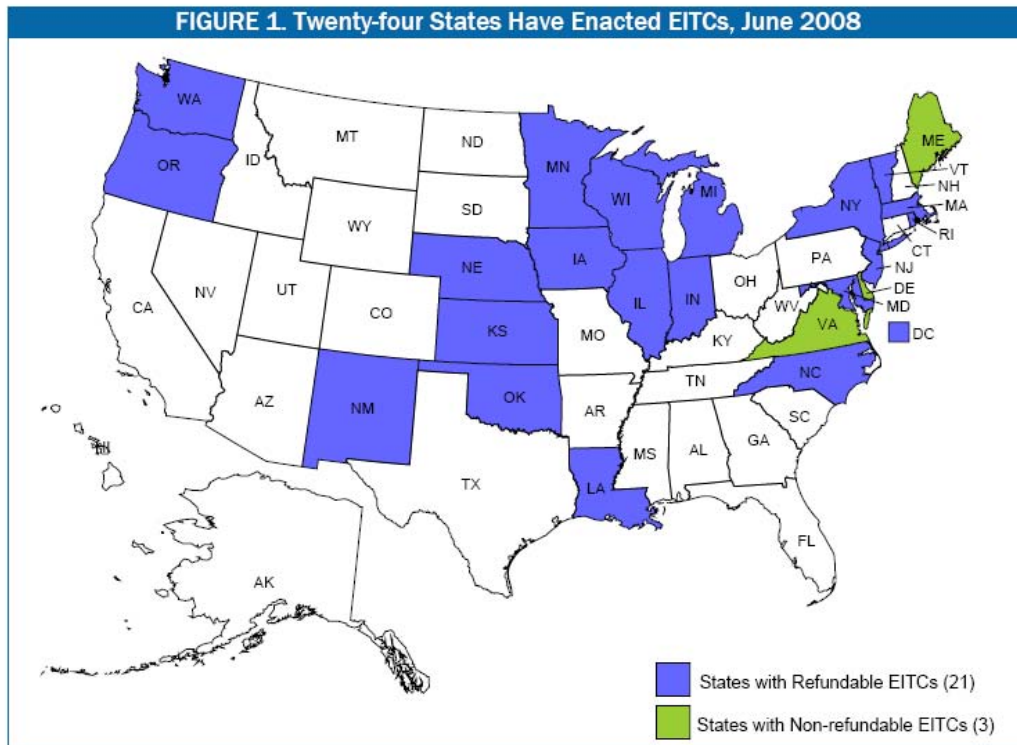 FIGURE 1. Twenty-four States Have Enacted EITCs, June 2008
WA
MT
ND
MN
ME
OR
ID
VT
NH
WI
MI
NY
MA
SD
WY
RI
CT
PA
NJ
NE
IA
OH
DE
MD
NV
UT
IL
IN
WV
DC
CA
CO
VA
KS
MO
KY
NC
TN
AZ
NM
OK
AR
SC
MS
AL
GA
HI
LA
TX
FL
AK
States with Refundable EITCs (21)
States with Non-refundable EITCs (3)